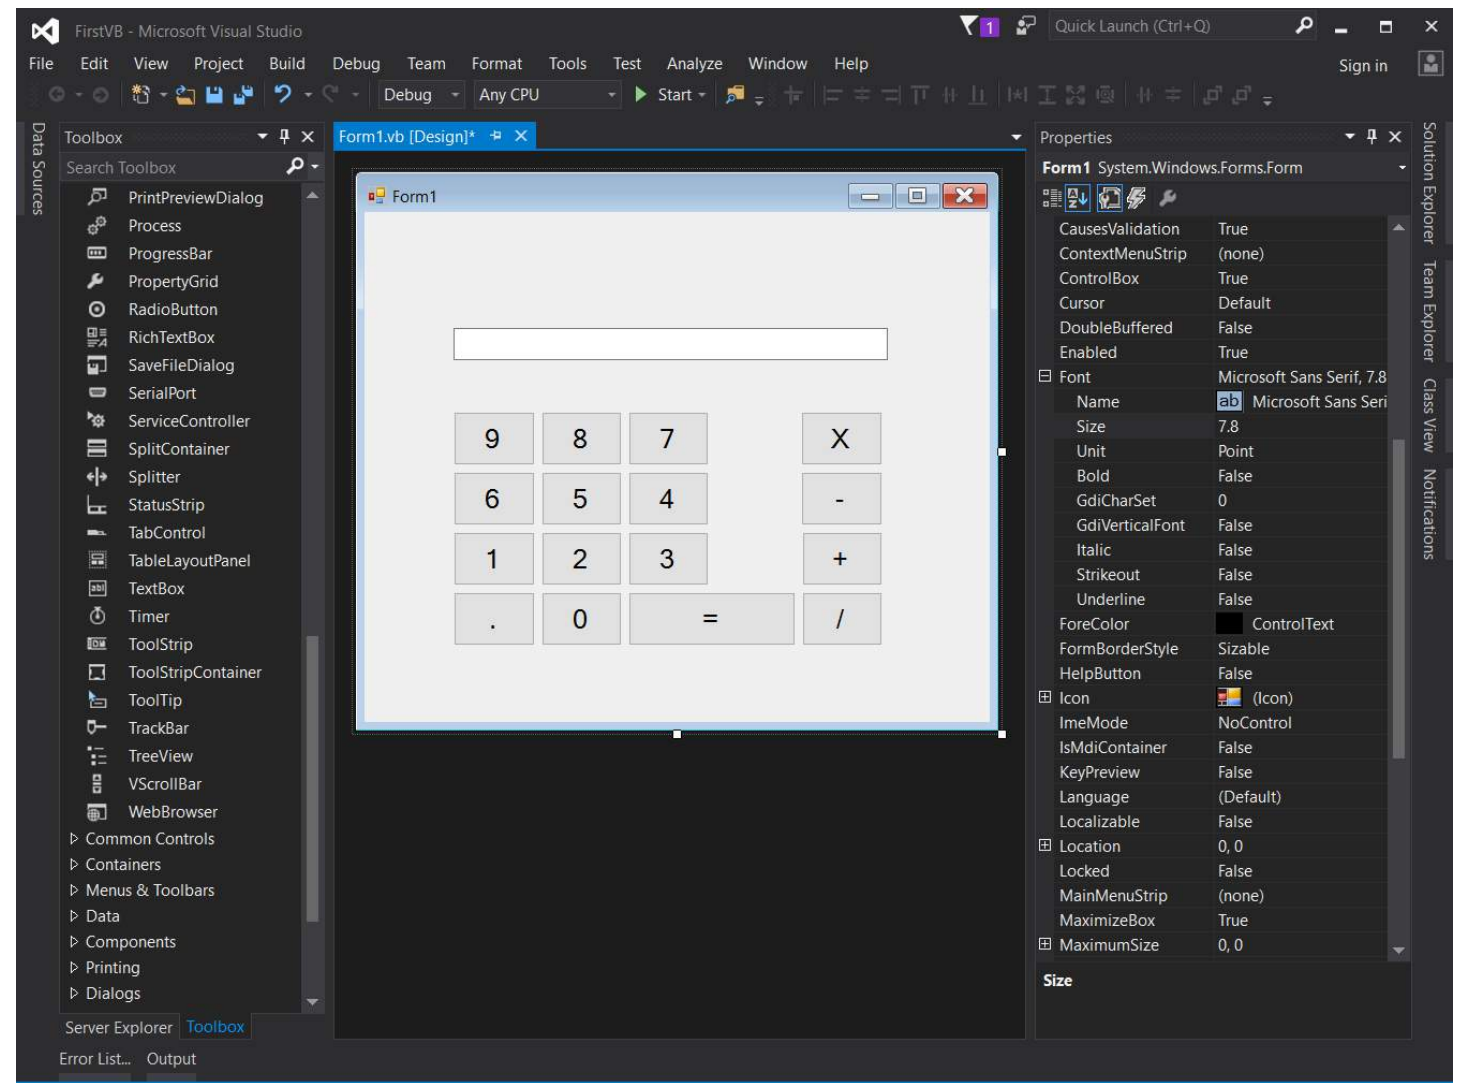 FirstVB - Microsoft Visual Studio
1
Quick Launch (Ctrl+Q)
File Edit View Project Build Debug Team Format Tools Test Analyze Window Help
Sign in
Debug Any CPU Start
Data Sources
Toolbox
Search Toolbox
PrintPreviewDialog
Process
ProgressBar
PropertyGrid
RadioButton
RichTextBox
SaveFileDialog
SerialPort
ServiceController
SplitContainer
Splitter
StatusStrip
TabControl
TableLayoutPanel
TextBox
Timer
ToolStrip
ToolStripContainer
ToolTip
TrackBar
TreeView
VScrollBar
WebBrowser
Common Controls
Containers
Menus & Toolbars
Data
Components
Printing
Dialogs
Server Explorer Toolbox
Error List... Output
Form1.vb [Design]*
Form1
9 8 7 X
6 5 4 -
1 2 3 +
. 0 = /
Properties
Form1 System.Windows.Forms.Form
CausesValidation True
ContextMenuStrip (none)
ControlBox True
Cursor Default
DoubleBuffered False
Enabled True
Font Microsoft Sans Serif, 7.8
Name ab Microsoft Sans Seri
Size 7.8
Unit Point
Bold False
GdiCharSet 0
GdiVerticalFont False
Italic False
Strikeout False
Underline False
ForeColor ControlText
FormBorderStyle Sizable
HelpButton False
Icon (Icon)
ImeMode NoControl
IsMdiContainer False
KeyPreview False
Language (Default)
Localizable False
Location 0, 0
Locked False
MainMenuStrip (none)
MaximizeBox True
MaximumSize 0, 0
Size
Solution Explorer
Team Explorer
Class View
Notifications